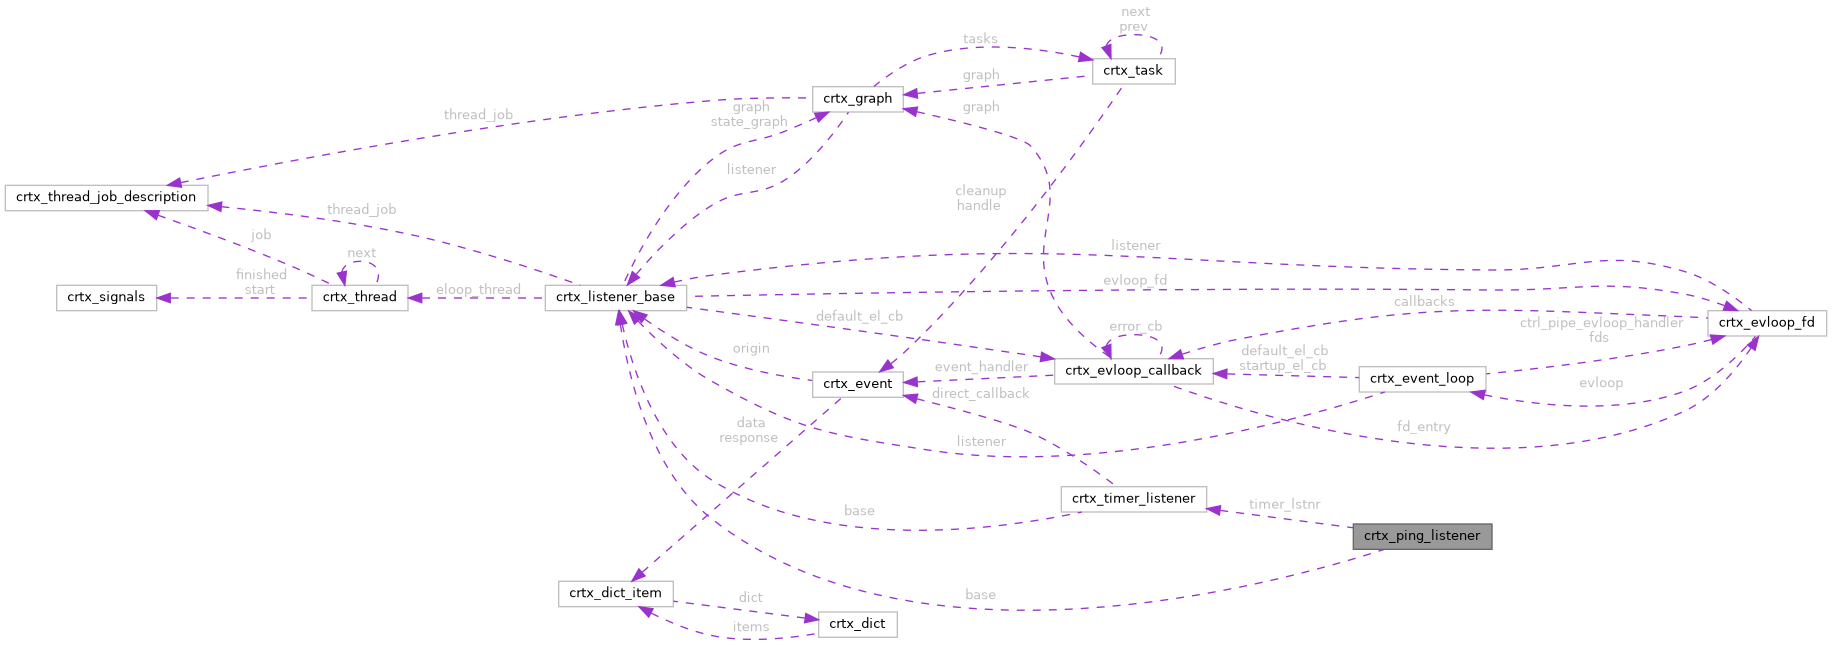 next
prev
tasks
crtx_task
graph
crtx_graph
graph
state_graph
graph
thread_job
listener
cleanup
handle
crtx_thread_job_description
thread_job
job
next
finished
start
listener
crtx_signals
crtx_thread
eloop_thread
crtx_listener_base
evloop_fd
callbacks
default_el_cb
error_cb
ctrl_pipe_evloop_handler
fds
crtx_evloop_fd
origin
default_el_cb
startup_el_cb
event_handler
crtx_evloop_callback
crtx_event_loop
evloop
crtx_event
direct_callback
data
response
listener
fd_entry
crtx_timer_listener
timer_lstnr
base
crtx_ping_listener
crtx_dict_item
dict
base
items
crtx_dict